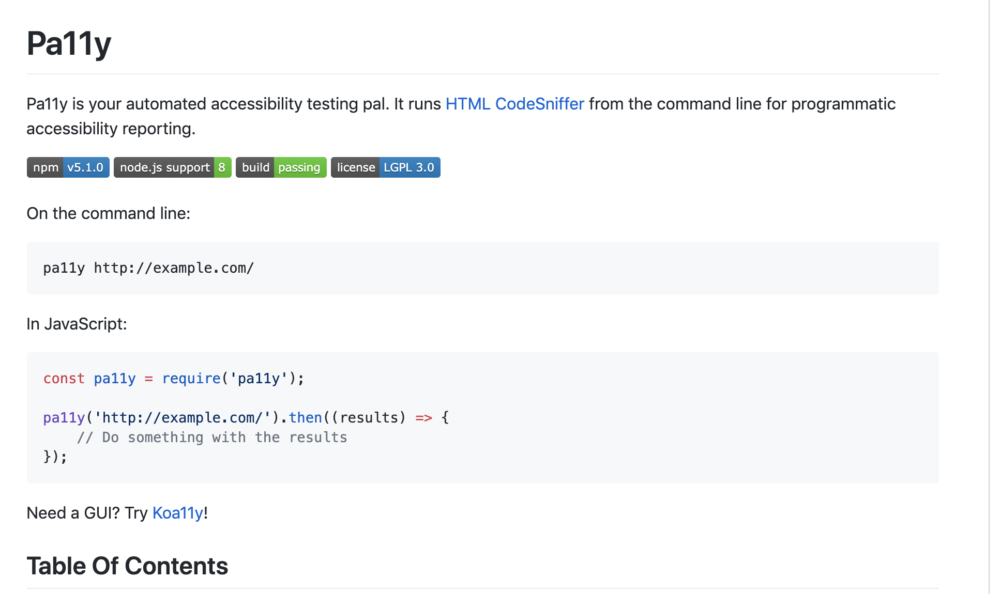 Pa11y
Pa11y is your automated accessibility testing pal. It runs HTML CodeSniffer from the command line for programmatic
accessibility reporting.
npm v5.1.0 node.js support 8 build passing license LGPL 3.0
On the command line:
pa11y http://example.com/
In JavaScript:
const pa11y = require('pa11y');
pa11y('http://example.com/').then((results) => {
    // Do something with the results
});
Need a GUI? Try Koa11y!
Table Of Contents